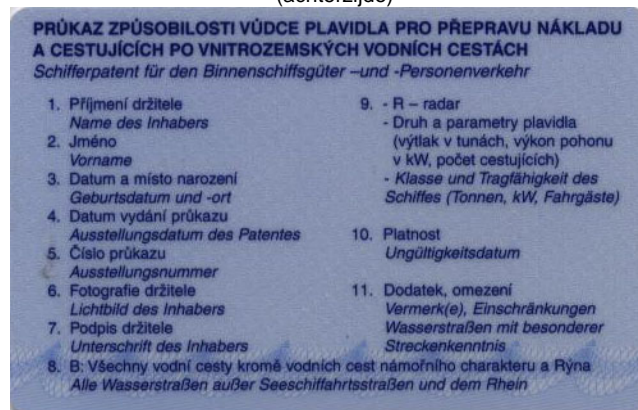 (achterzijde)
PRŮKAZ ZPŮSOBILOSTI VŮDCE PLAVIDLA PRO PŘEPRAVU NÁKLADU
A CESTUJÍCÍCH PO VNITROZEMSKÝCH VODNÍCH CESTÁCH
Schifferpatent für den Binnenschiffsgüter –und -Personenverkehr
1. Příjmení držitele
Name des Inhabers
2. Jméno
Vorname
3. Datum a místo narození
Geburtsdatum und -ort
4. Datum vydání průkazu
Ausstellungsdatum des Patentes
5. Číslo průkazu
Ausstellungsnummer
6. Fotografie držitele
Lichtbild des Inhabers
7. Podpis držitele
Unterschrift des Inhabers
8. B: Všechny vodní cesty kromě vodních cest námořního charakteru a Rýna
Alle Wasserstraßen außer Seeschiffahrtsstraßen und dem Rhein
9. - R – radar
- Druh a parametry plavidla
(výtlak v tunách, výkon pohonu
v kW, počet cestujících)
- Klasse und Tragfähigkeit des
Schiffes (Tonnen, kW, Fahrgäste)
10. Platnost
Ungültigkeitsdatum
11. Dodatek, omezení
Vermerk(e), Einschränkungen
Wasserstraßen mit besonderer
Streckenkenntnis